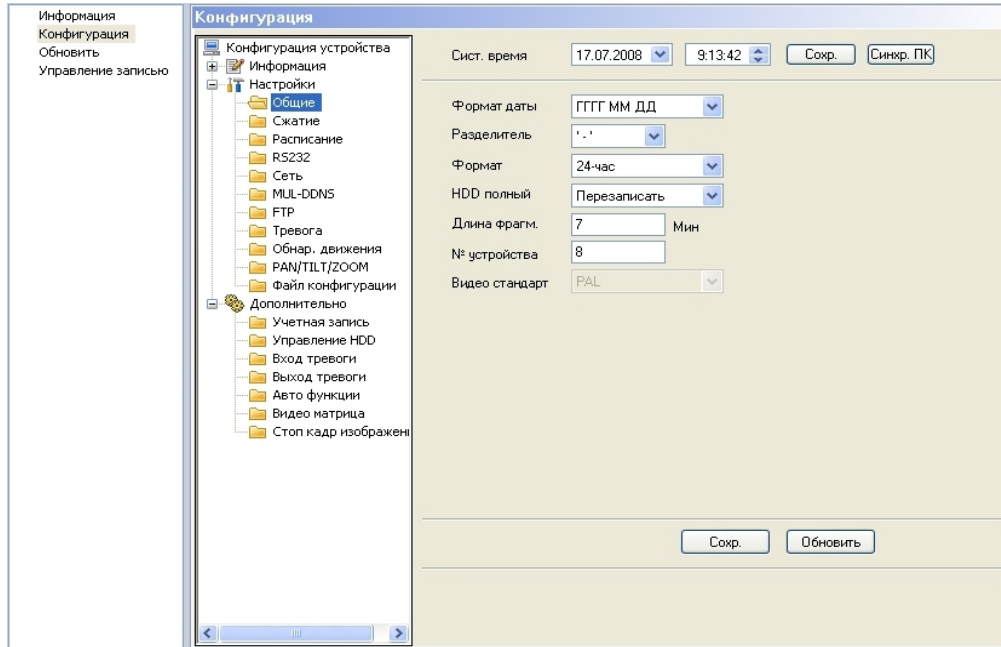 Информация
Конфигурация
Обновить
Управление записью
Конфигурация
Конфигурация устройства
Информация
Настройки
Общие
Сжатие
Расписание
RS232
Сеть
MUL-DDNS
FTP
Тревога
Обнар. движения
PAN/TILT/ZOOM
Файл конфигурации
Дополнительно
Учетная запись
Управление HDD
Вход тревоги
Выход тревоги
Авто функции
Видео матрица
Стоп кадр изображени
Сист. время 17.07.2008 9:13:42 Сохр. Синхр. ПК
Формат даты ГГГГ ММ ДД
Разделитель '-'
Формат 24-час
HDD полный Перезаписать
Длина фрагм. 7 Мин
№ устройства 8
Видео стандарт PAL
Сохр. Обновить